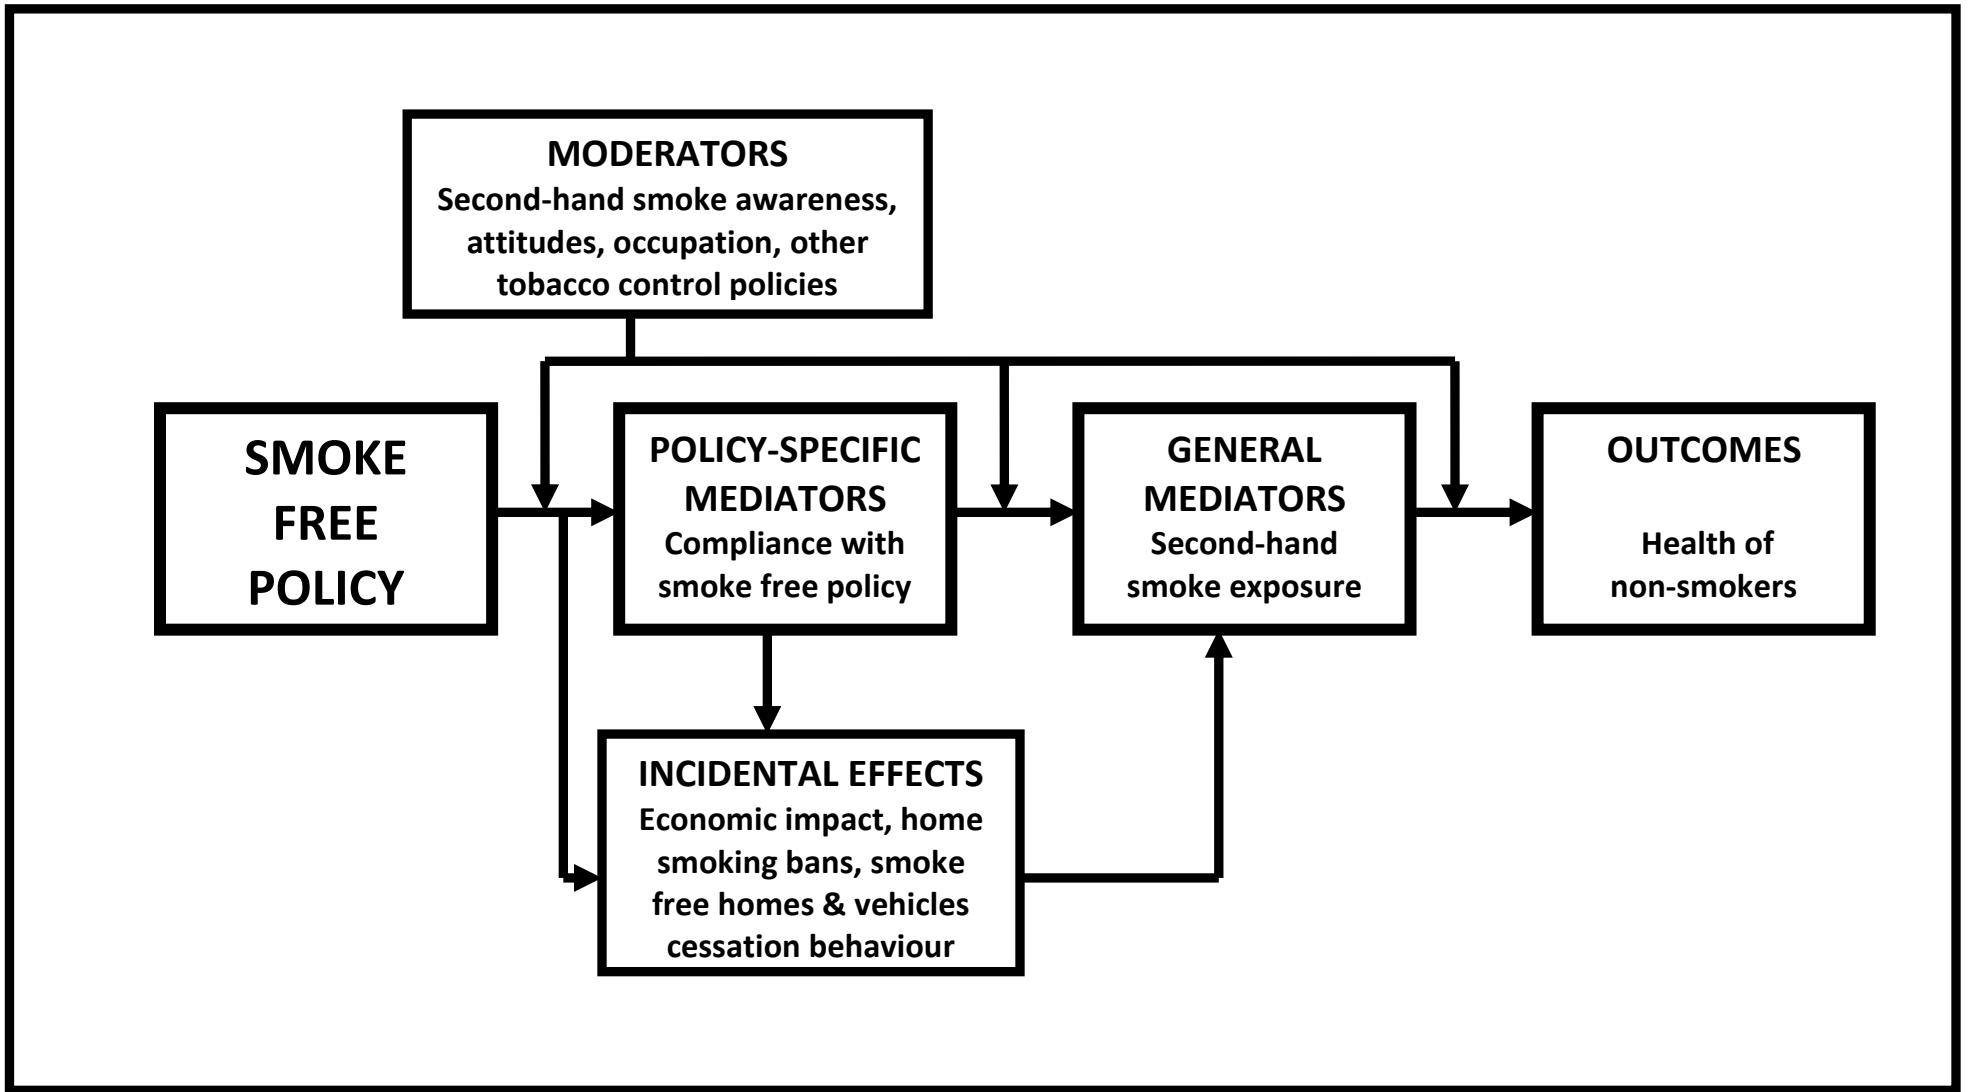 MODERATORS
Second-hand smoke awareness,
attitudes, occupation, other
tobacco control policies
SMOKE
FREE
POLICY
POLICY-SPECIFIC
MEDIATORS
Compliance with
smoke free policy
GENERAL
MEDIATORS
Second-hand
smoke exposure
OUTCOMES
Health of
non-smokers
INCIDENTAL EFFECTS
Economic impact, home
smoking bans, smoke
free homes & vehicles
cessation behaviour